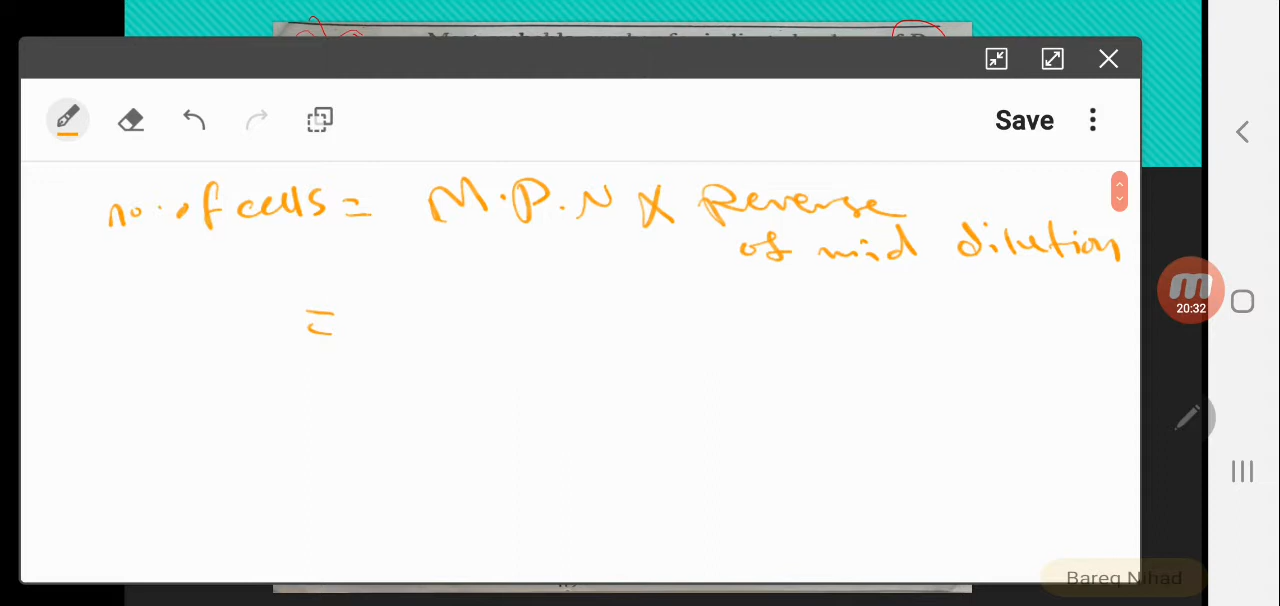 Save
no. of cells = M.P.N X Reverse
of mid dilution
=
20:32
Bareq Nihad